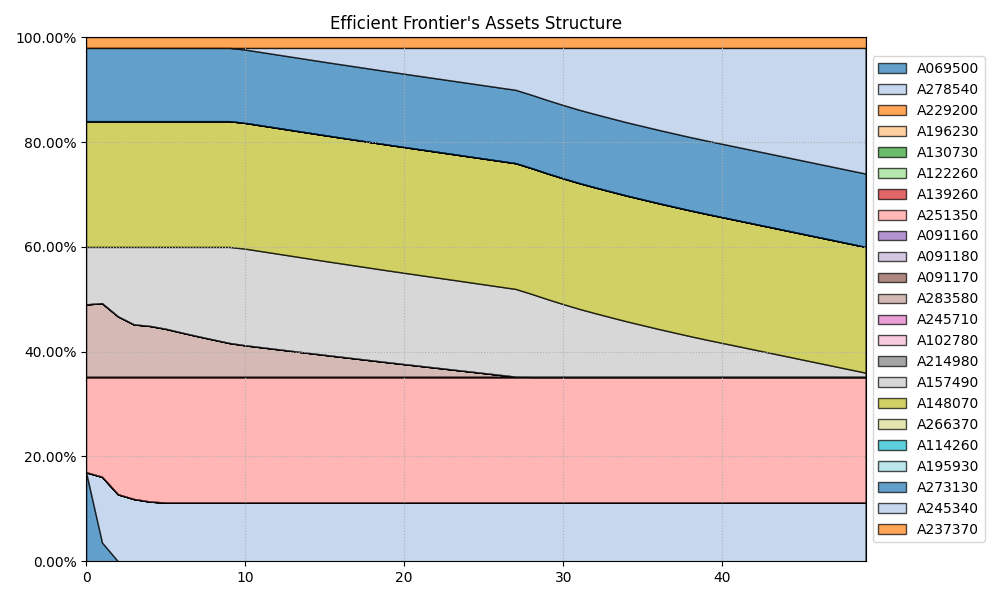 Efficient Frontier's Assets Structure
100.00%
80.00%
60.00%
40.00%
20.00%
0.00%
0
10
20
30
40
A069500
A278540
A229200
A196230
A130730
A122260
A139260
A251350
A091160
A091180
A091170
A283580
A245710
A102780
A214980
A157490
A148070
A266370
A114260
A195930
A273130
A245340
A237370